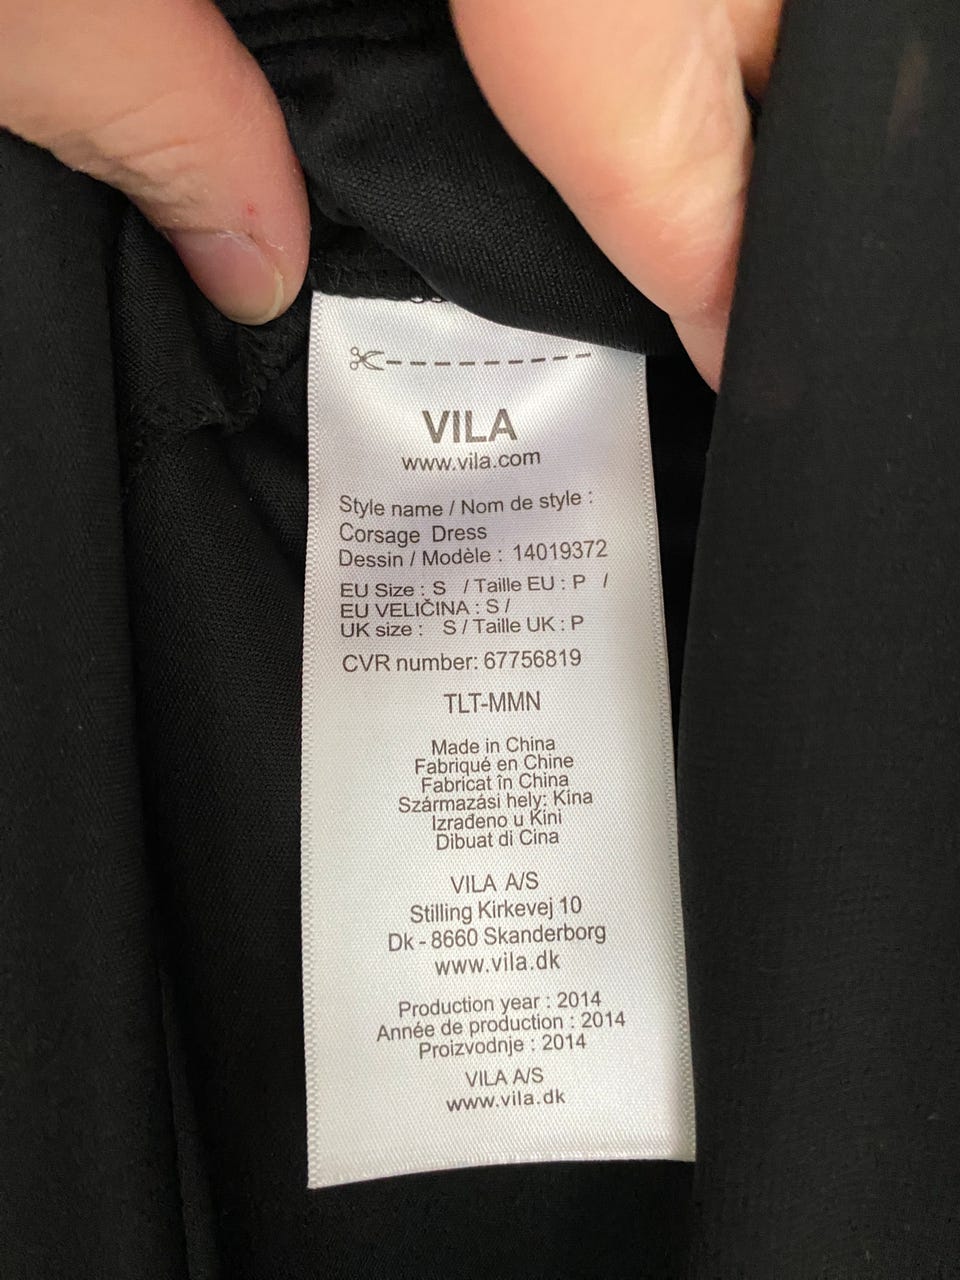 VILA
www.vila.com
Style name / Nom de style :
Corsage Dress
Dessin / Modèle : 14019372
EU Size : S / Taille EU : P /
EU VELIČINA : S /
UK size : S / Taille UK : P
CVR number: 67756819
TLT-MMN
Made in China
Fabriqué en Chine
Fabricat în China
Származási hely: Kína
Izrađeno u Kini
Dibuat di Cina
VILA A/S
Stilling Kirkevej 10
Dk - 8660 Skanderborg
www.vila.dk
Production year : 2014
Année de production : 2014
Proizvodnje : 2014
VILA A/S
www.vila.dk